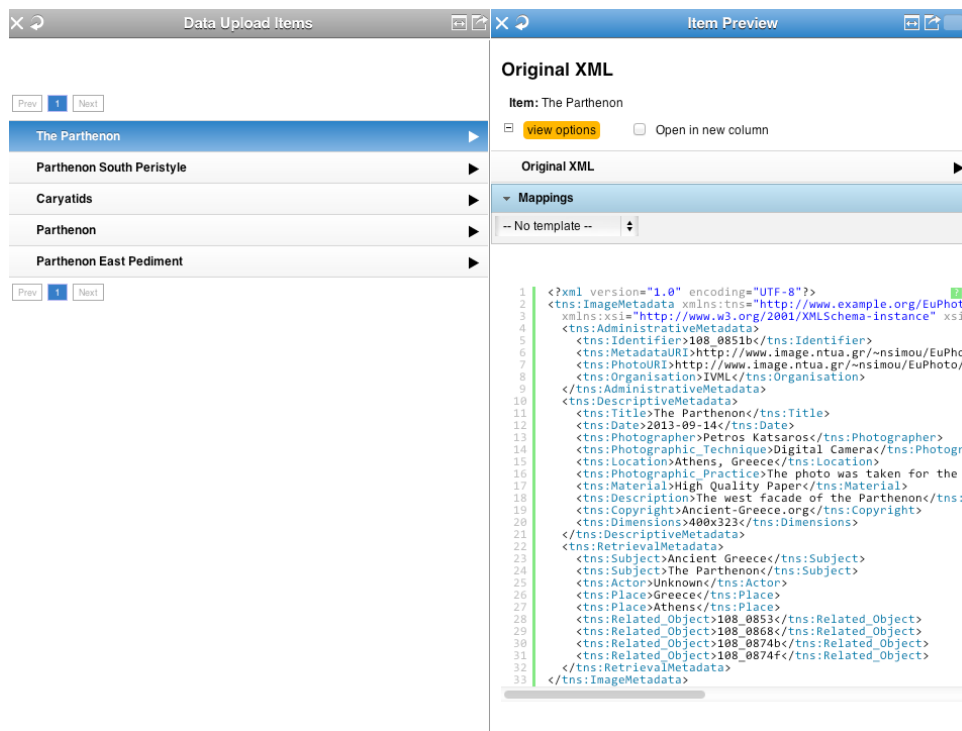 Data Upload Items
Prev 1 Next
The Parthenon
Parthenon South Peristyle
Caryatids
Parthenon
Parthenon East Pediment
Prev 1 Next
Item Preview
Original XML
Item: The Parthenon
view options Open in new column
Original XML
Mappings
-- No template --
1 <?xml version="1.0" encoding="UTF-8"?> ?
2 <tns:ImageMetadata xmlns:tns="http://www.example.org/EuPhot
3 xmlns:xsi="http://www.w3.org/2001/XMLSchema-instance" xsi
4 <tns:AdministrativeMetadata>
5 <tns:Identifier>108_0851b</tns:Identifier>
6 <tns:MetadataURI>http://www.image.ntua.gr/~nsimou/EuPho
7 <tns:PhotoURI>http://www.image.ntua.gr/~nsimou/EuPhoto/
8 <tns:Organisation>IVML</tns:Organisation>
9 </tns:AdministrativeMetadata>
10 <tns:DescriptiveMetadata>
11 <tns:Title>The Parthenon</tns:Title>
12 <tns:Date>2013-09-14</tns:Date>
13 <tns:Photographer>Petros Katsaros</tns:Photographer>
14 <tns:Photographic_Technique>Digital Camera</tns:Photogr
15 <tns:Location>Athens, Greece</tns:Location>
16 <tns:Photographic_Practice>The photo was taken for the
17 <tns:Material>High Quality Paper</tns:Material>
18 <tns:Description>The west facade of the Parthenon</tns:
19 <tns:Copyright>Ancient-Greece.org</tns:Copyright>
20 <tns:Dimensions>400x323</tns:Dimensions>
21 </tns:DescriptiveMetadata>
22 <tns:RetrievalMetadata>
23 <tns:Subject>Ancient Greece</tns:Subject>
24 <tns:Subject>The Parthenon</tns:Subject>
25 <tns:Actor>Unknown</tns:Actor>
26 <tns:Place>Greece</tns:Place>
27 <tns:Place>Athens</tns:Place>
28 <tns:Related_Object>108_0853</tns:Related_Object>
29 <tns:Related_Object>108_0868</tns:Related_Object>
30 <tns:Related_Object>108_0874b</tns:Related_Object>
31 <tns:Related_Object>108_0874f</tns:Related_Object>
32 </tns:RetrievalMetadata>
33 </tns:ImageMetadata>